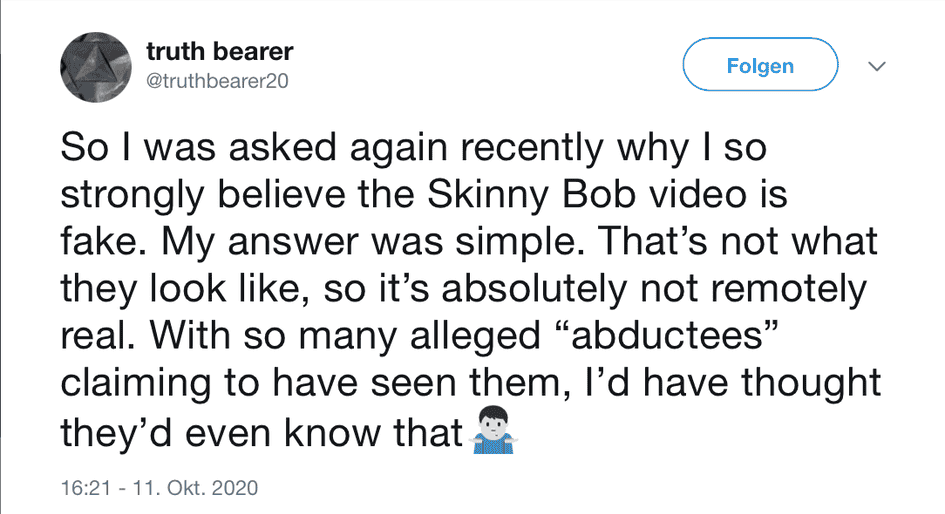 truth bearer
@truthbearer20
Folgen
So I was asked again recently why I so
strongly believe the Skinny Bob video is
fake. My answer was simple. That’s not what
they look like, so it’s absolutely not remotely
real. With so many alleged “abductees”
claiming to have seen them, I’d have thought
they’d even know that🤷🏻‍♂️
16:21 - 11. Okt. 2020